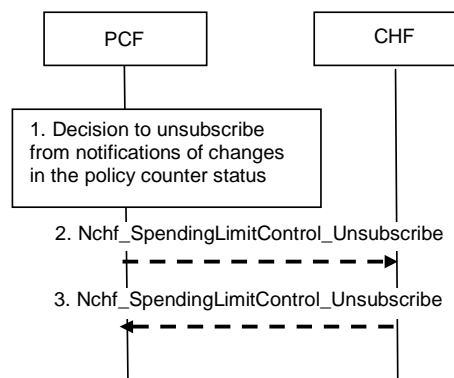 PCF
CHF
1. Decision to unsubscribe
from notifications of changes
in the policy counter status
2. Nchf_SpendingLimitControl_Unsubscribe
3. Nchf_SpendingLimitControl_Unsubscribe